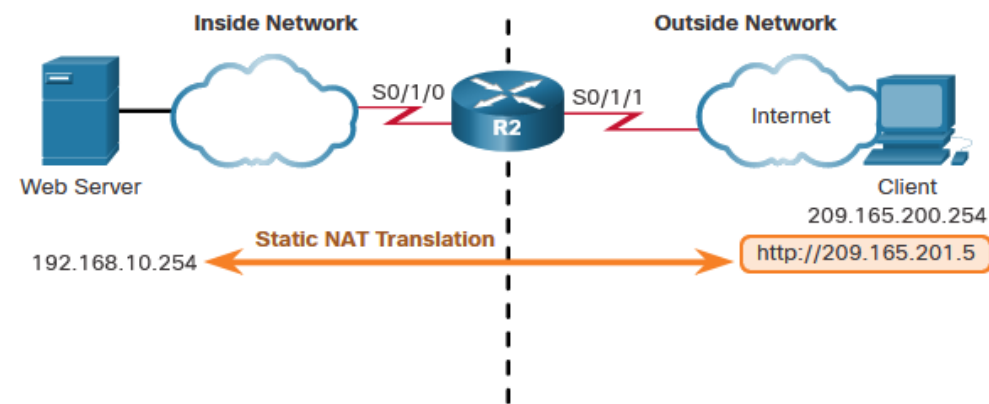 Inside Network
Outside Network
S0/1/0
S0/1/1
R2
Internet
Web Server
Client
209.165.200.254
Static NAT Translation
192.168.10.254
http://209.165.201.5